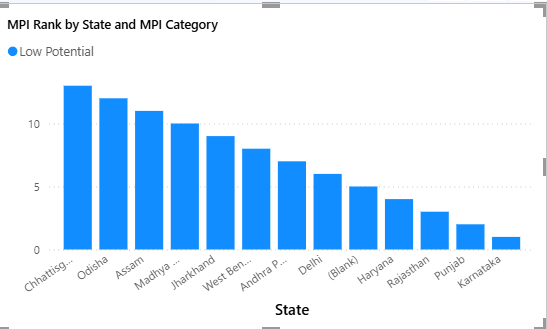 MPI Rank by State and MPI Category
Low Potential
10
5
0
Chhattisg...
Odisha
Assam
Madhya ...
Jharkhand
West Ben...
Andhra P...
Delhi
(Blank)
Haryana
Rajasthan
Punjab
Karnataka
State